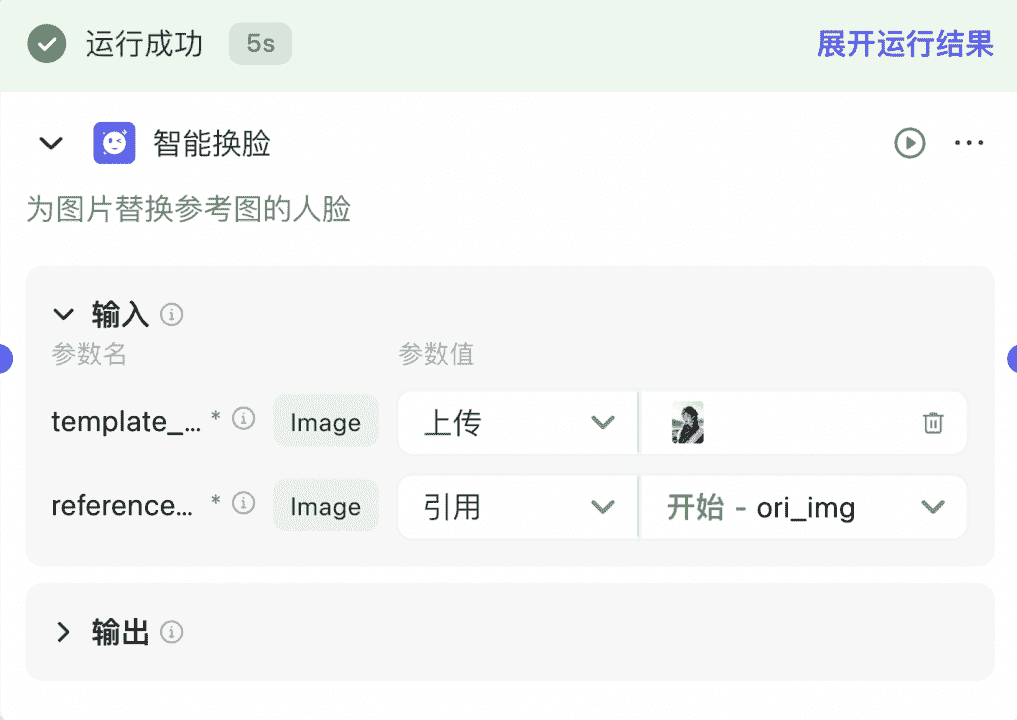 运行成功 5s 展开运行结果
智能换脸
为图片替换参考图的人脸
输入
参数名 参数值
template_... * Image 上传
reference... * Image 引用 开始 - ori_img
输出